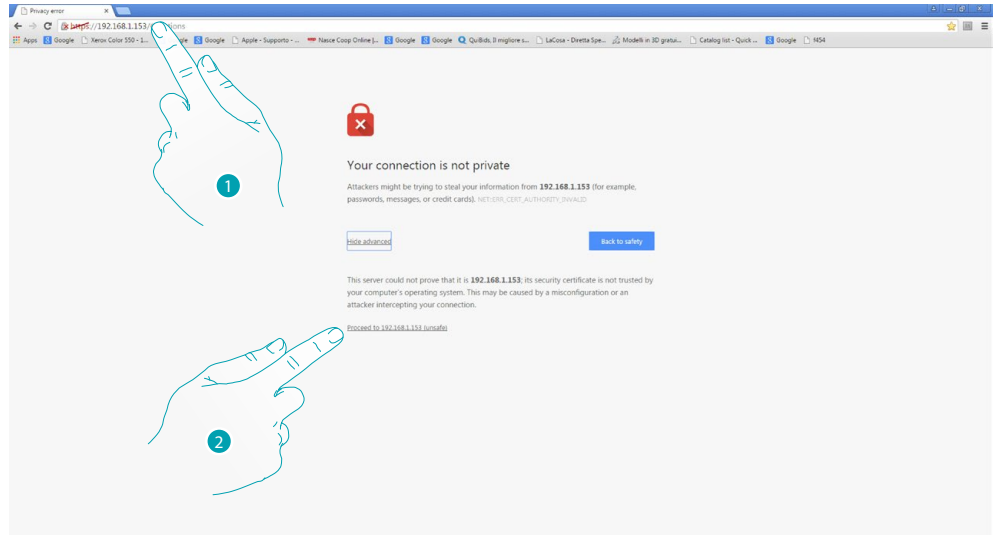 Privacy error
https://192.168.1.153/
Apps Google Xerox Color 550 - 1... Google Apple - Supporto - ... Nasce Coop Online |... Google Google QuiBids, Il migliore s... LaCosa - Diretta Spe... Modelli in 3D gratui... Catalog list - Quick ... Google f454
Your connection is not private
Attackers might be trying to steal your information from 192.168.1.153 (for example,
passwords, messages, or credit cards). NET::ERR_CERT_AUTHORITY_INVALID
1
Hide advanced
Back to safety
This server could not prove that it is 192.168.1.153; its security certificate is not trusted by
your computer's operating system. This may be caused by a misconfiguration or an
attacker intercepting your connection.
Proceed to 192.168.1.153 (unsafe)
2